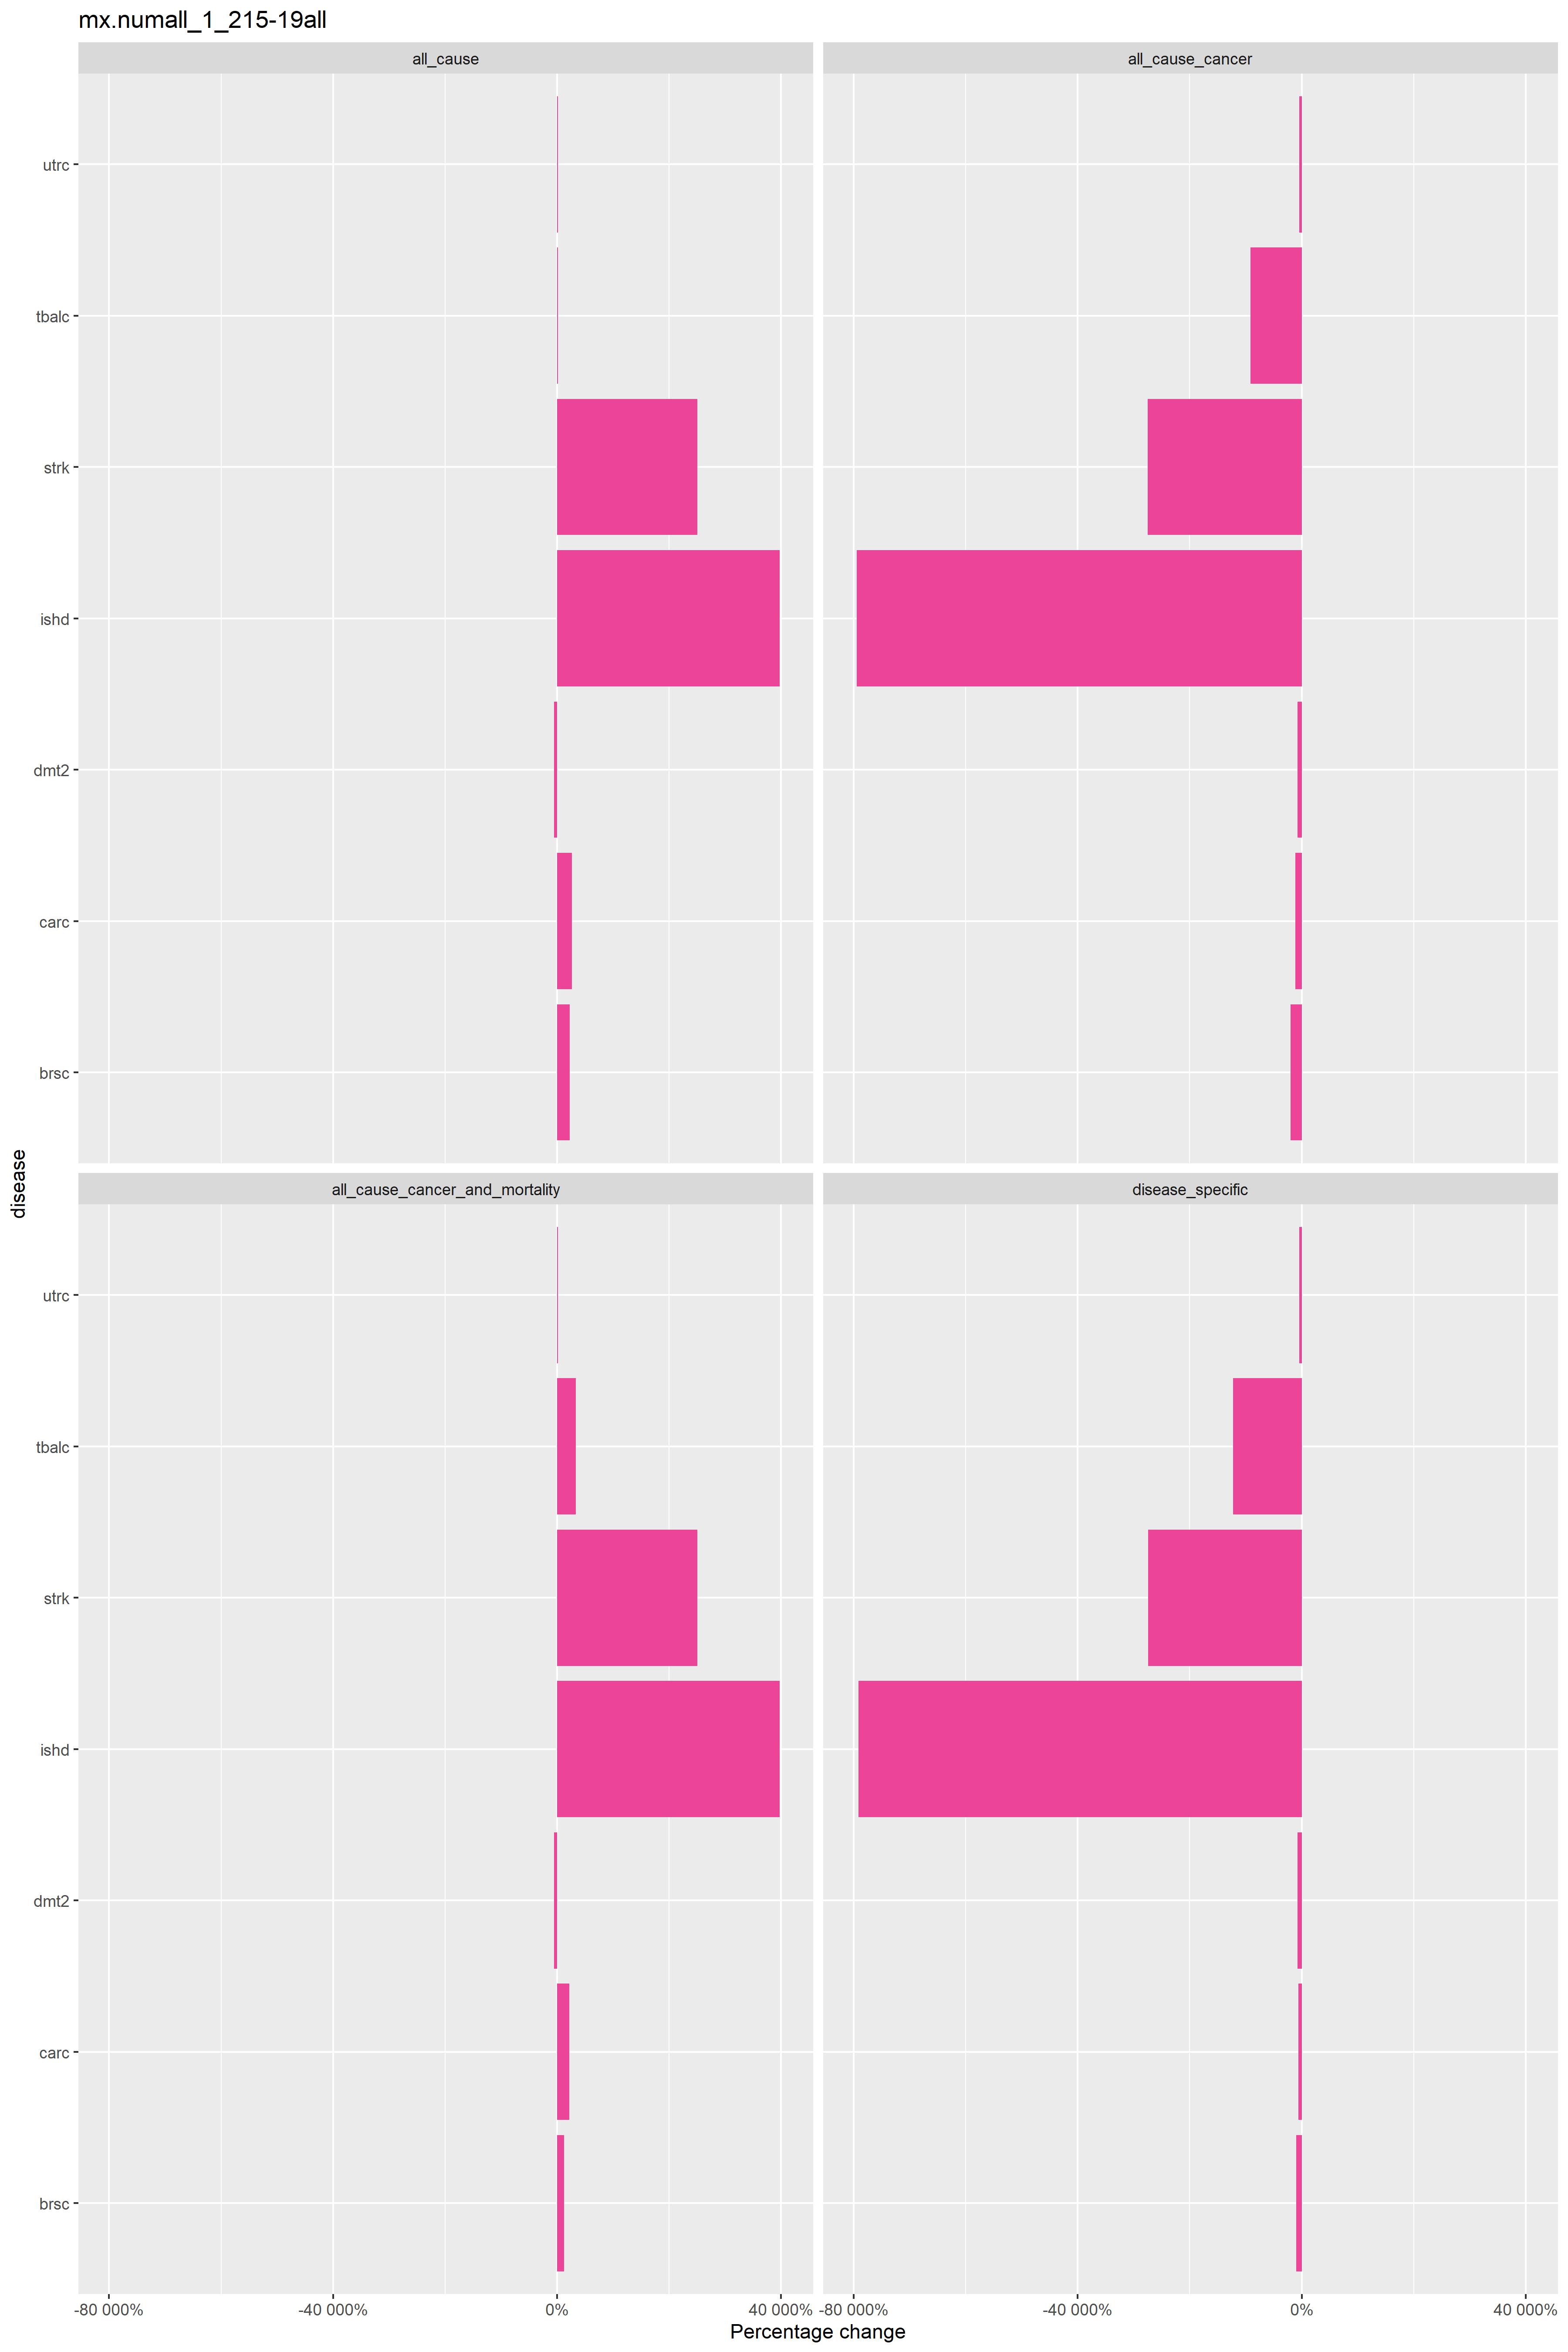 mx.numall_1_215-19all
all_cause
all_cause_cancer
utrc
tbalc
strk
ishd
dmt2
carc
brsc
disease
all_cause_cancer_and_mortality
disease_specific
utrc
tbalc
strk
ishd
dmt2
carc
brsc
-80 000% -40 000% 0% 40 000% -80 000% -40 000% 0% 40 000%
Percentage change